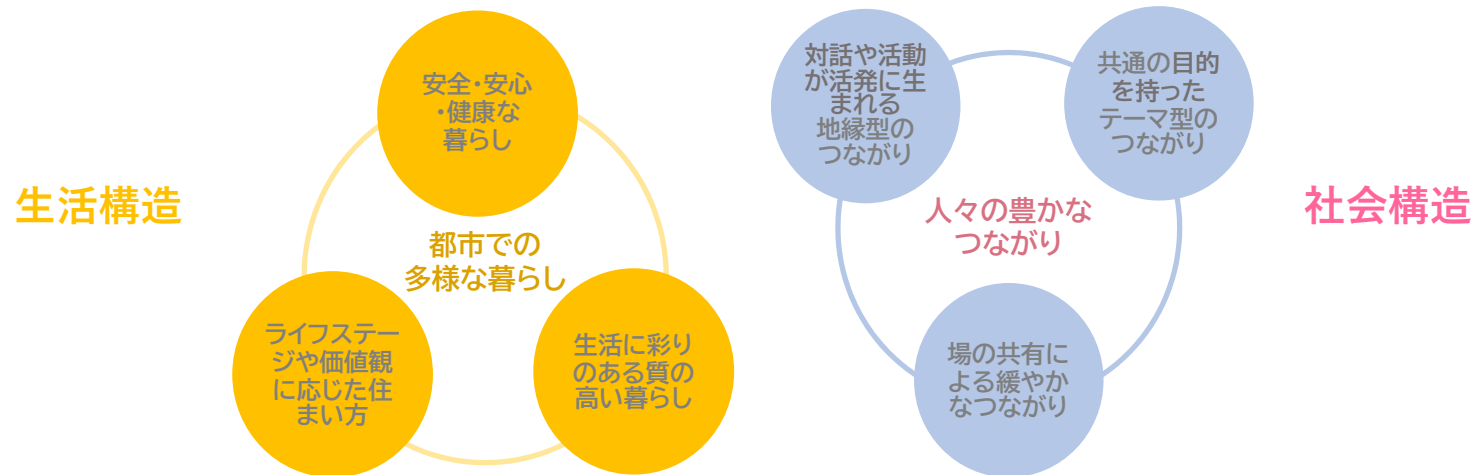 生活構造
安全・安心
・健康な
暮らし
都市での
多様な暮らし
ライフステー
ジや価値観
に応じた住
まい方
生活に彩り
のある質の
高い暮らし
対話や活動
が活発に生
まれる
地縁型の
つながり
共通の目的
を持った
テーマ型の
つながり
人々の豊かな
つながり
場の共有に
よる緩やか
なつながり
社会構造